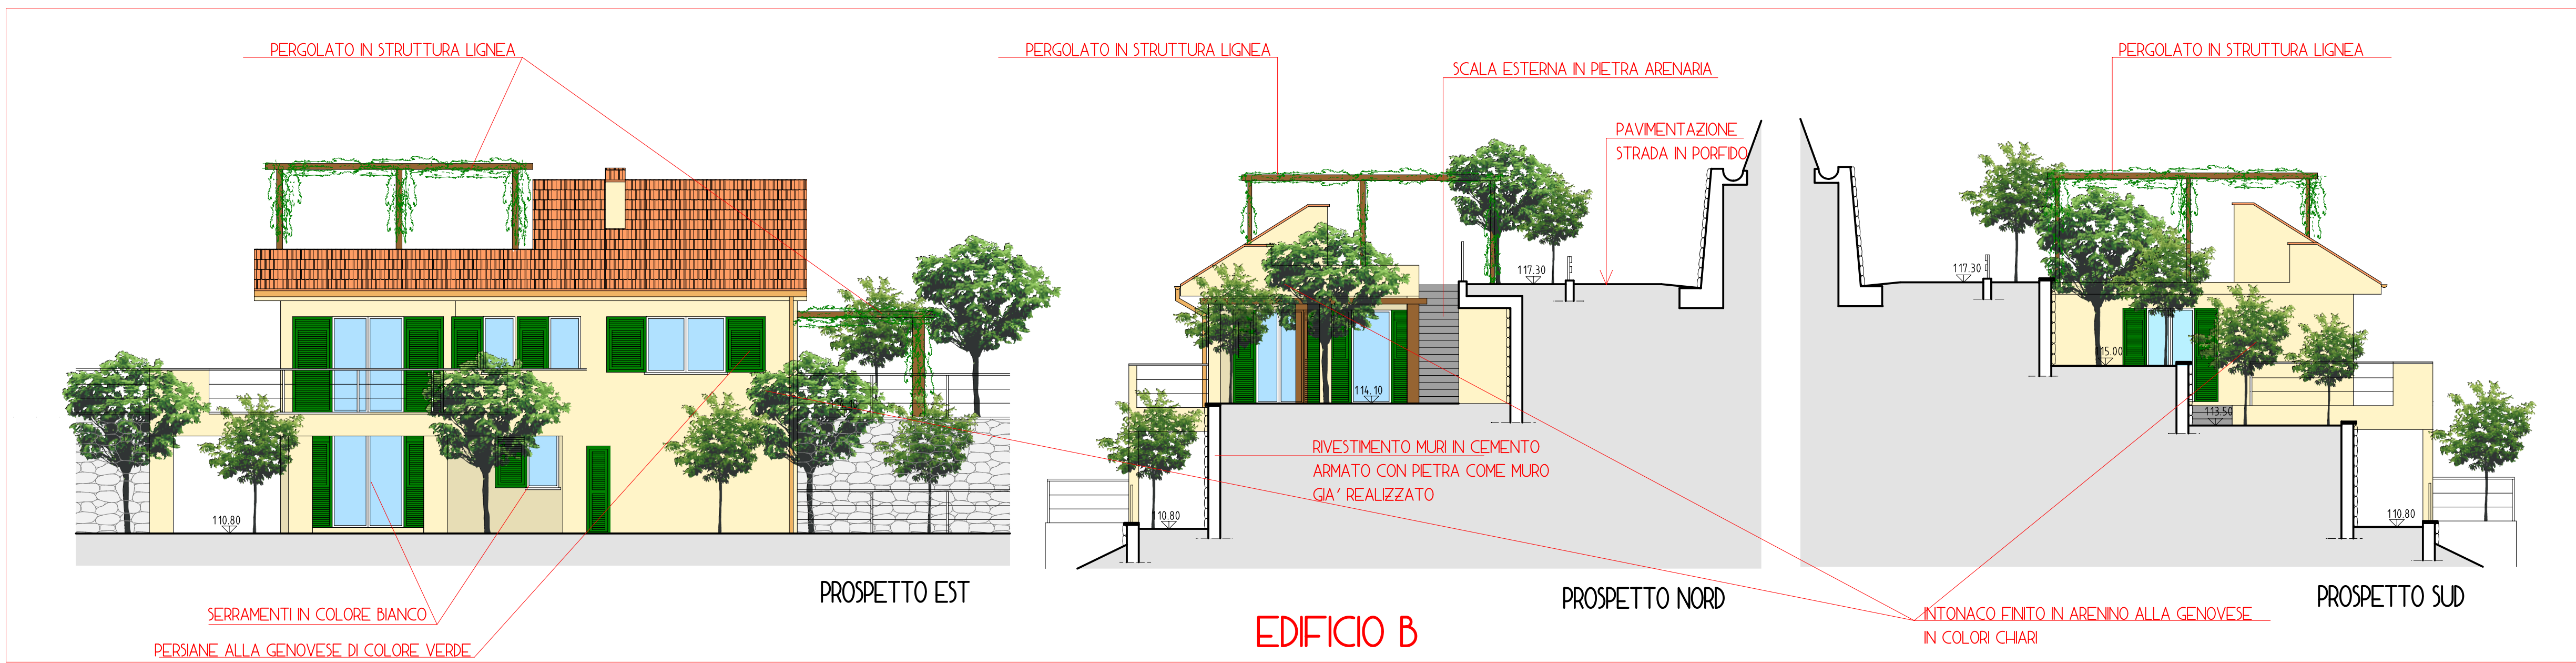 PERGOLATO IN STRUTTURA LIGNEA
PERGOLATO IN STRUTTURA LIGNEA
PERGOLATO IN STRUTTURA LIGNEA
SCALA ESTERNA IN PIETRA ARENARIA
PAVIMENTAZIONE
STRADA IN PORFIDO
117.30
117.30
115.00
114.10
113.50
RIVESTIMENTO MURI IN CEMENTO
ARMATO CON PIETRA COME MURO
GIA' REALIZZATO
110.80
110.80
110.80
PROSPETTO EST
PROSPETTO NORD
PROSPETTO SUD
SERRAMENTI IN COLORE BIANCO
PERSIANE ALLA GENOVESE DI COLORE VERDE
EDIFICIO B
INTONACO FINITO IN ARENINO ALLA GENOVESE
IN COLORI CHIARI